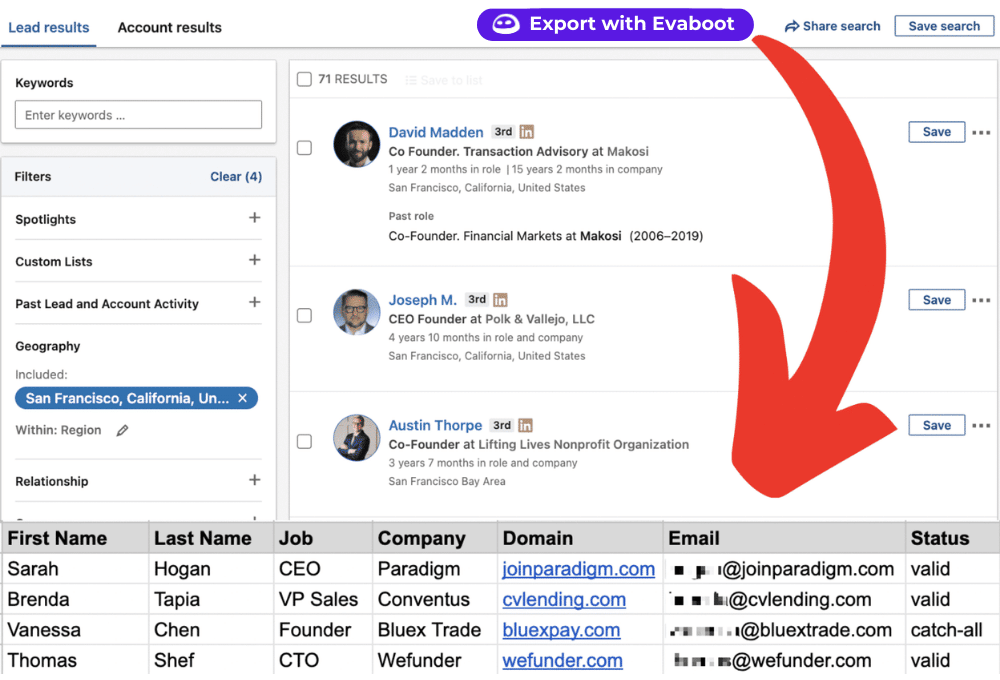 Lead results
Account results
Export with Evaboot
Share search
Save search
Keywords
Enter keywords ...
Filters
Clear (4)
Spotlights
Custom Lists
Past Lead and Account Activity
Geography
Included:
San Francisco, California, Un... ×
Within: Region
Relationship
71 RESULTS
Save to list
David Madden 3rd in
Save
Co Founder. Transaction Advisory at Makosi
1 year 2 months in role | 15 years 2 months in company
San Francisco, California, United States
Past role
Co-Founder. Financial Markets at Makosi (2006–2019)
Joseph M. 3rd in
Save
CEO Founder at Polk & Vallejo, LLC
4 years 10 months in role and company
San Francisco, California, United States
Austin Thorpe 3rd in
Save
Co-Founder at Lifting Lives Nonprofit Organization
3 years 7 months in role and company
San Francisco Bay Area
First Name Last Name Job Company Domain Email Status
Sarah Hogan CEO Paradigm joinparadigm.com @joinparadigm.com valid
Brenda Tapia VP Sales Conventus cvlending.com @cvlending.com valid
Vanessa Chen Founder Bluex Trade bluexpay.com @bluextrade.com catch-all
Thomas Shef CTO Wefunder wefunder.com @wefunder.com valid